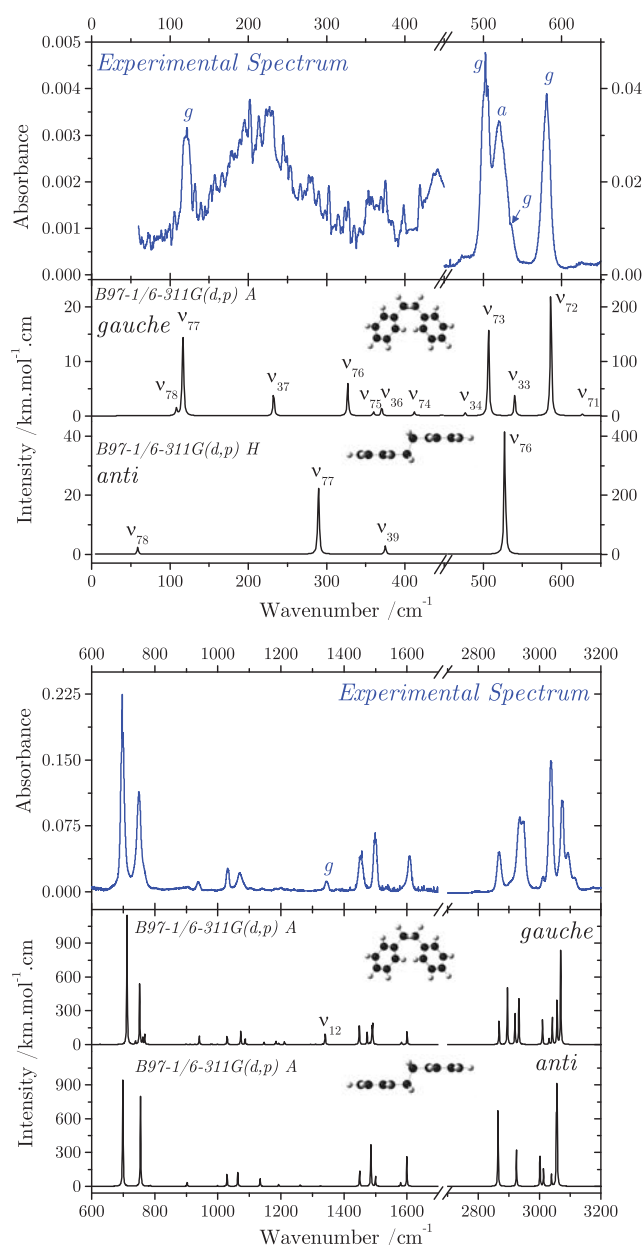 0 100 200 300 400 500 600
0.005
0.004
0.003
0.002
0.001
0.000
0.04
0.02
0.00
Absorbance
Experimental Spectrum
g
g
a
g
g
B97-1/6-311G(d,p) A
gauche
20
10
0
200
100
0
ν78
ν77
ν37
ν76
ν75
ν36
ν74
ν34
ν73
ν33
ν72
ν71
Intensity /km.mol-1.cm
B97-1/6-311G(d,p) H
anti
40
20
0
400
200
0
ν78
ν77
ν39
ν76
0 100 200 300 400 500 600
Wavenumber /cm-1
600 800 1000 1200 1400 1600 2800 3000 3200
Experimental Spectrum
0.225
0.150
0.075
0.000
Absorbance
g
B97-1/6-311G(d,p) A
gauche
900
600
300
0
ν12
Intensity /km.mol-1.cm
B97-1/6-311G(d,p) A
anti
900
600
300
0
600 800 1000 1200 1400 1600 2800 3000 3200
Wavenumber /cm-1